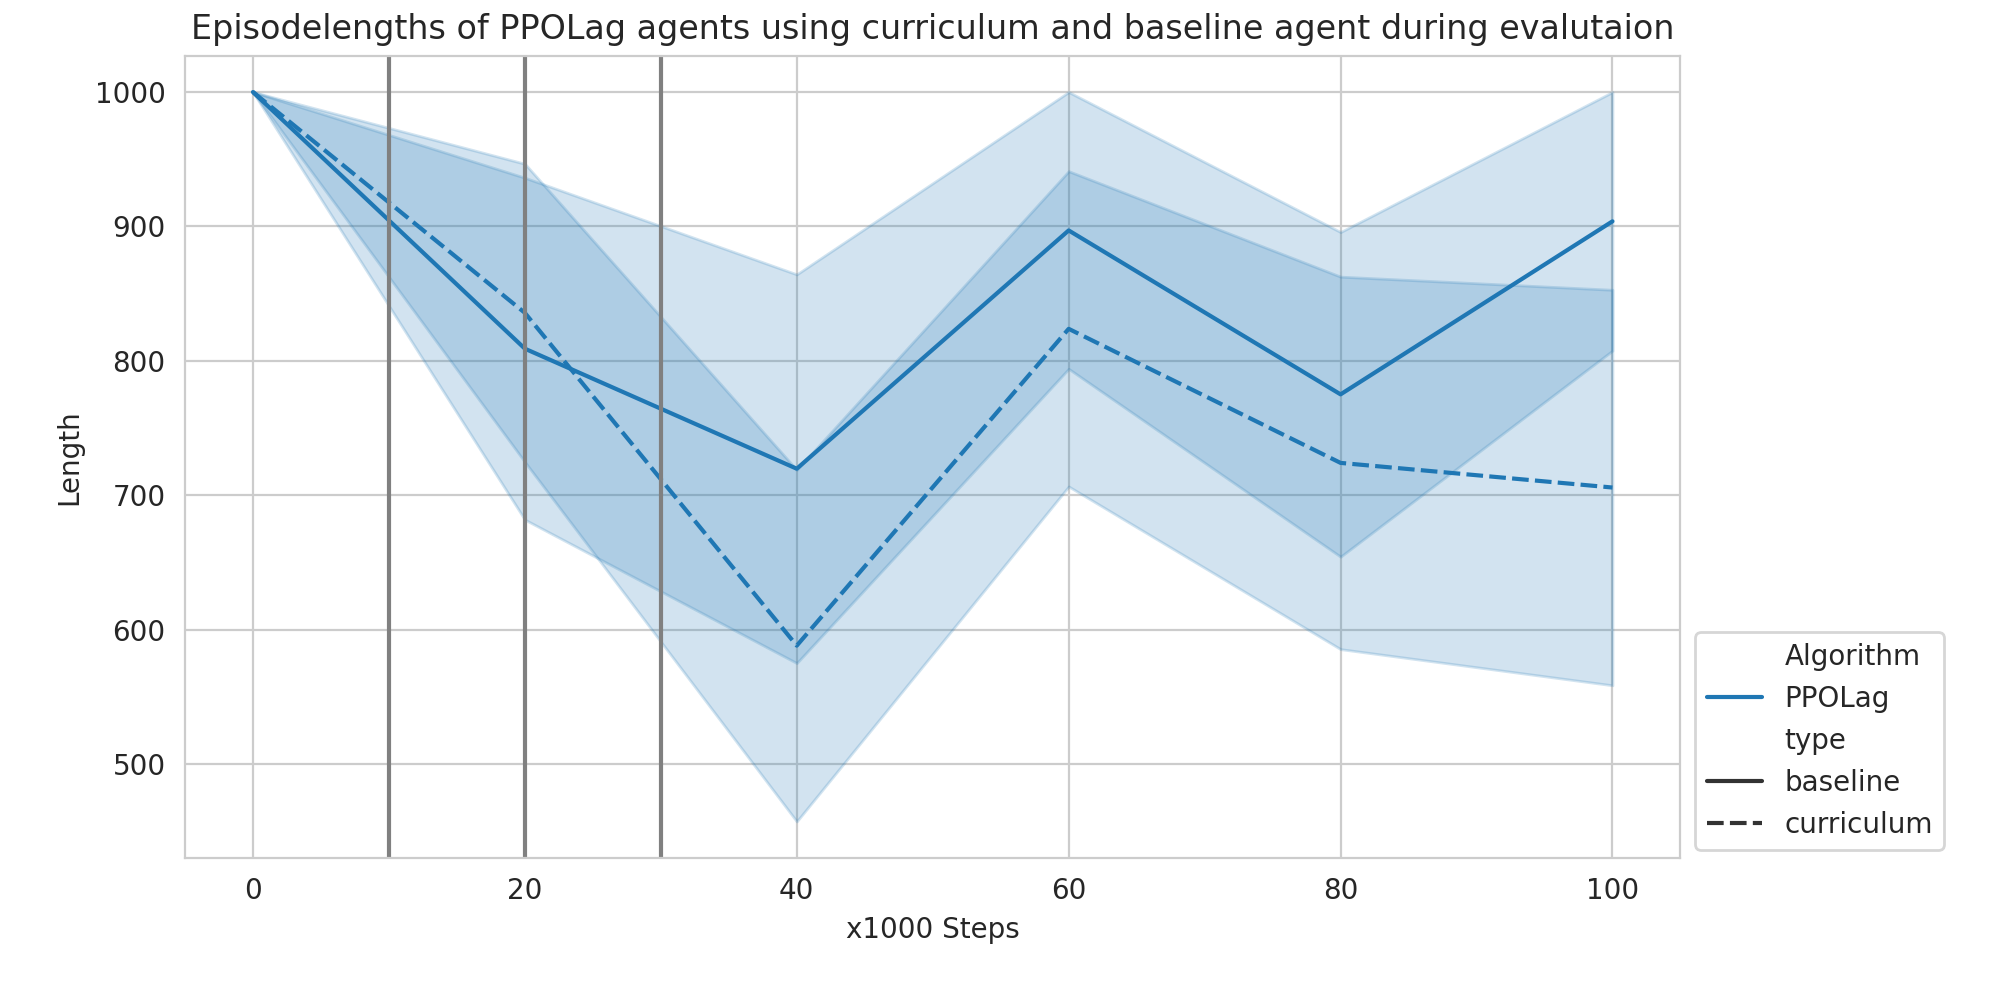 Episodelengths of PPOLag agents using curriculum and baseline agent during evalutaion
1000
900
800
700
600
500
Length
0 20 40 60 80 100
x1000 Steps
Algorithm
PPOLag
type
baseline
curriculum